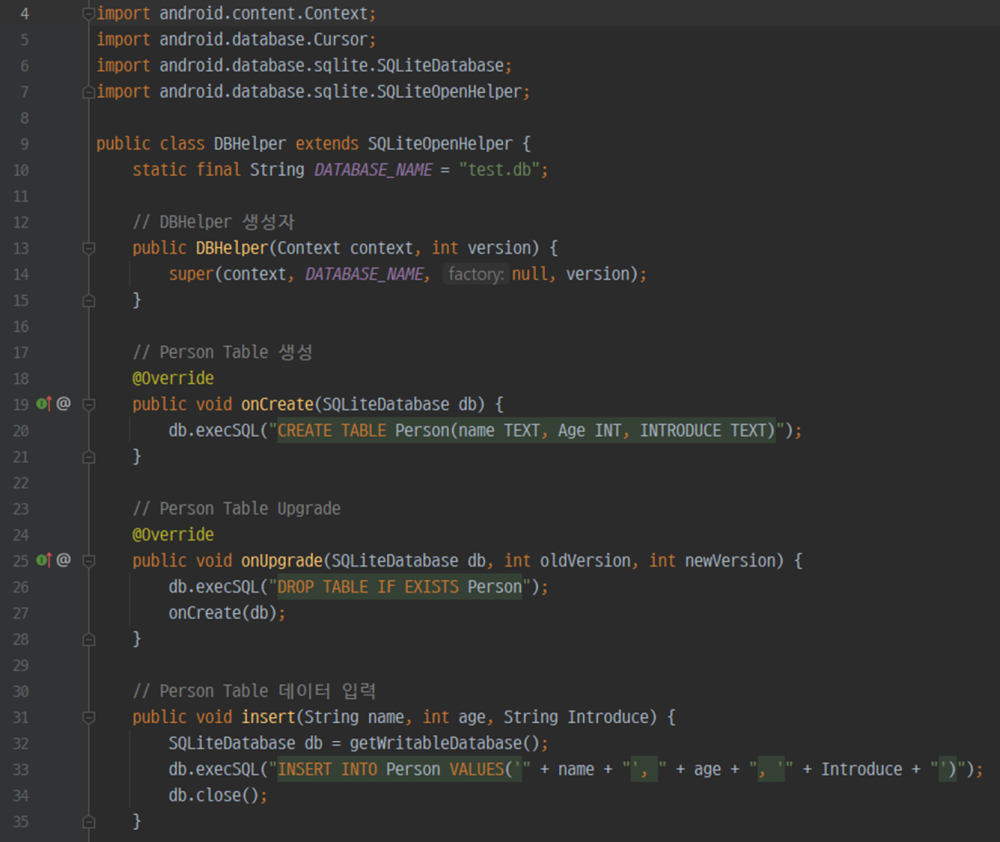 4 import android.content.Context;
5 import android.database.Cursor;
6 import android.database.sqlite.SQLiteDatabase;
7 import android.database.sqlite.SQLiteOpenHelper;
8
9 public class DBHelper extends SQLiteOpenHelper {
10 static final String DATABASE_NAME = "test.db";
11
12 // DBHelper 생성자
13 public DBHelper(Context context, int version) {
14 super(context, DATABASE_NAME, factory: null, version);
15 }
16
17 // Person Table 생성
18 @Override
19 @ public void onCreate(SQLiteDatabase db) {
20 db.execSQL("CREATE TABLE Person(name TEXT, Age INT, INTRODUCE TEXT)");
21 }
22
23 // Person Table Upgrade
24 @Override
25 @ public void onUpgrade(SQLiteDatabase db, int oldVersion, int newVersion) {
26 db.execSQL("DROP TABLE IF EXISTS Person");
27 onCreate(db);
28 }
29
30 // Person Table 데이터 입력
31 public void insert(String name, int age, String Introduce) {
32 SQLiteDatabase db = getWritableDatabase();
33 db.execSQL("INSERT INTO Person VALUES('" + name + "', " + age + ", '" + Introduce + "')");
34 db.close();
35 }